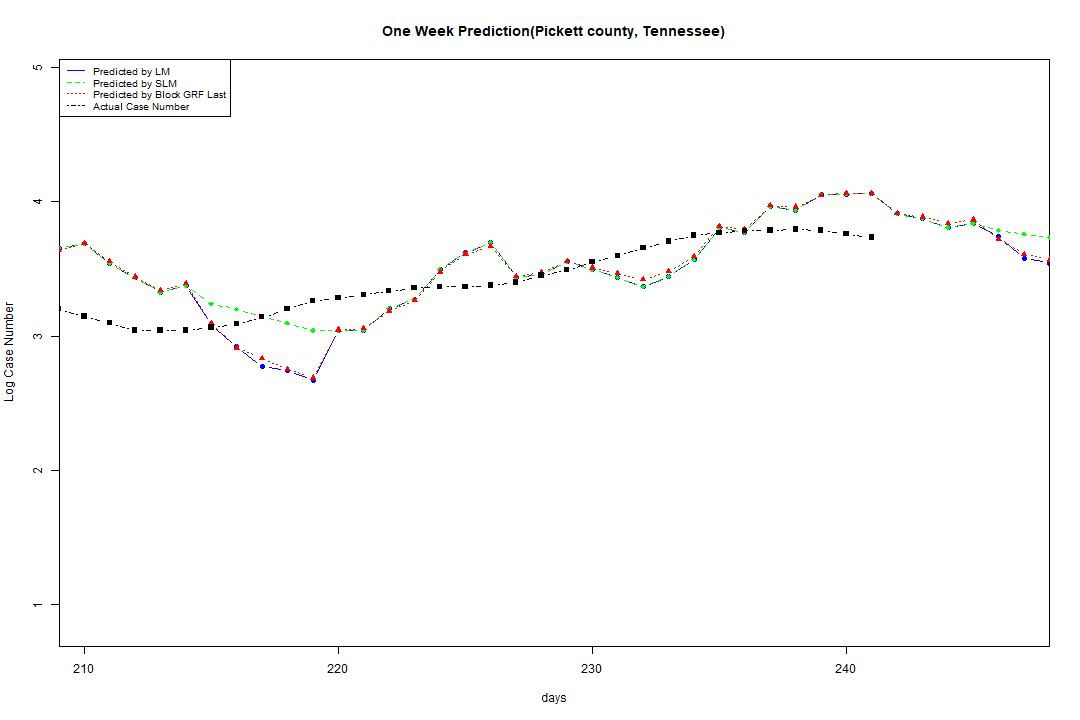 One Week Prediction(Pickett county, Tennessee)
Predicted by LM
Predicted by SLM
Predicted by Block GRF Last
Actual Case Number
5
4
3
2
1
Log Case Number
210
220
230
240
days